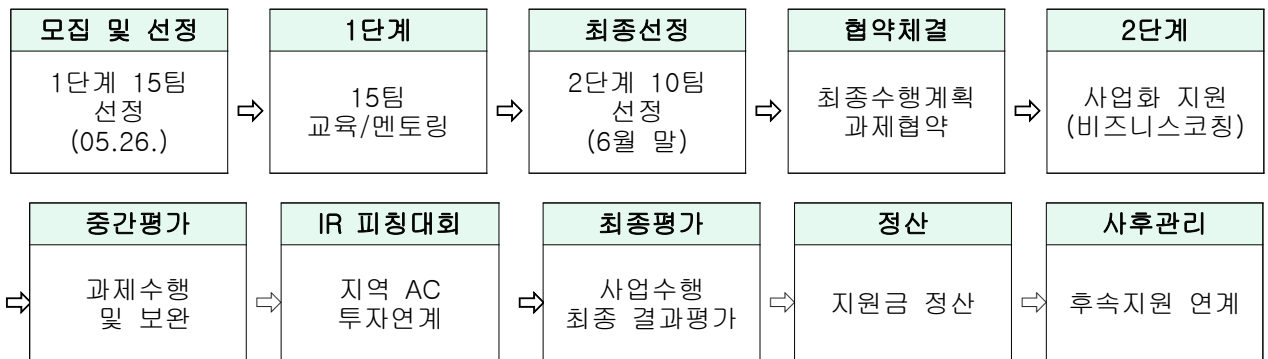 모집 및 선정
1단계 15팀
선정
(05.26.)
⇨
1단계
15팀
교육/멘토링
⇨
최종선정
2단계 10팀
선정
(6월 말)
⇨
협약체결
최종수행계획
과제협약
⇨
2단계
사업화 지원
(비즈니스코칭)
⇨
중간평가
과제수행
및 보완
⇨
IR 피칭대회
지역 AC
투자연계
⇨
최종평가
사업수행
최종 결과평가
⇨
정산
지원금 정산
⇨
사후관리
후속지원 연계